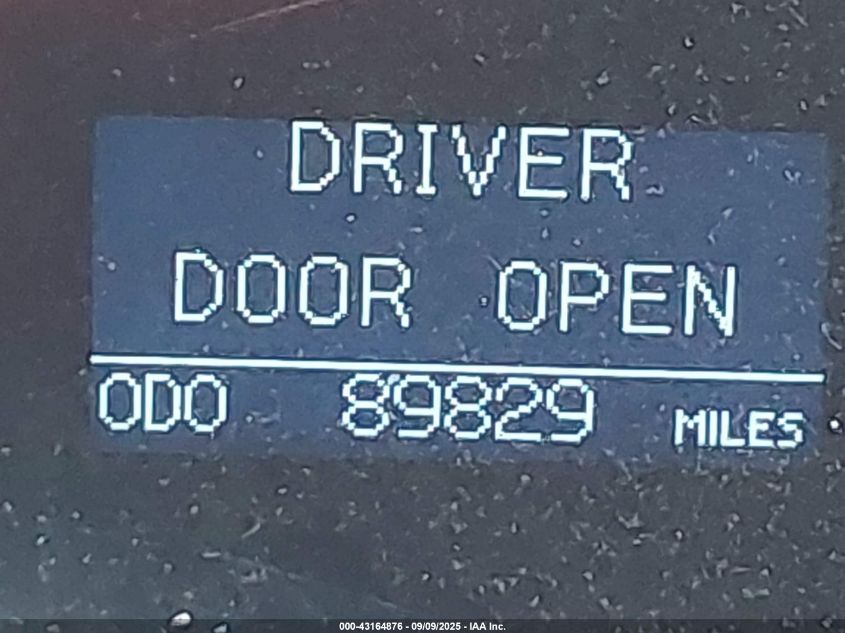 DRIVER
DOOR OPEN
ODO 89829 MILES
000-43164876 - 09/09/2025 - IAA Inc.